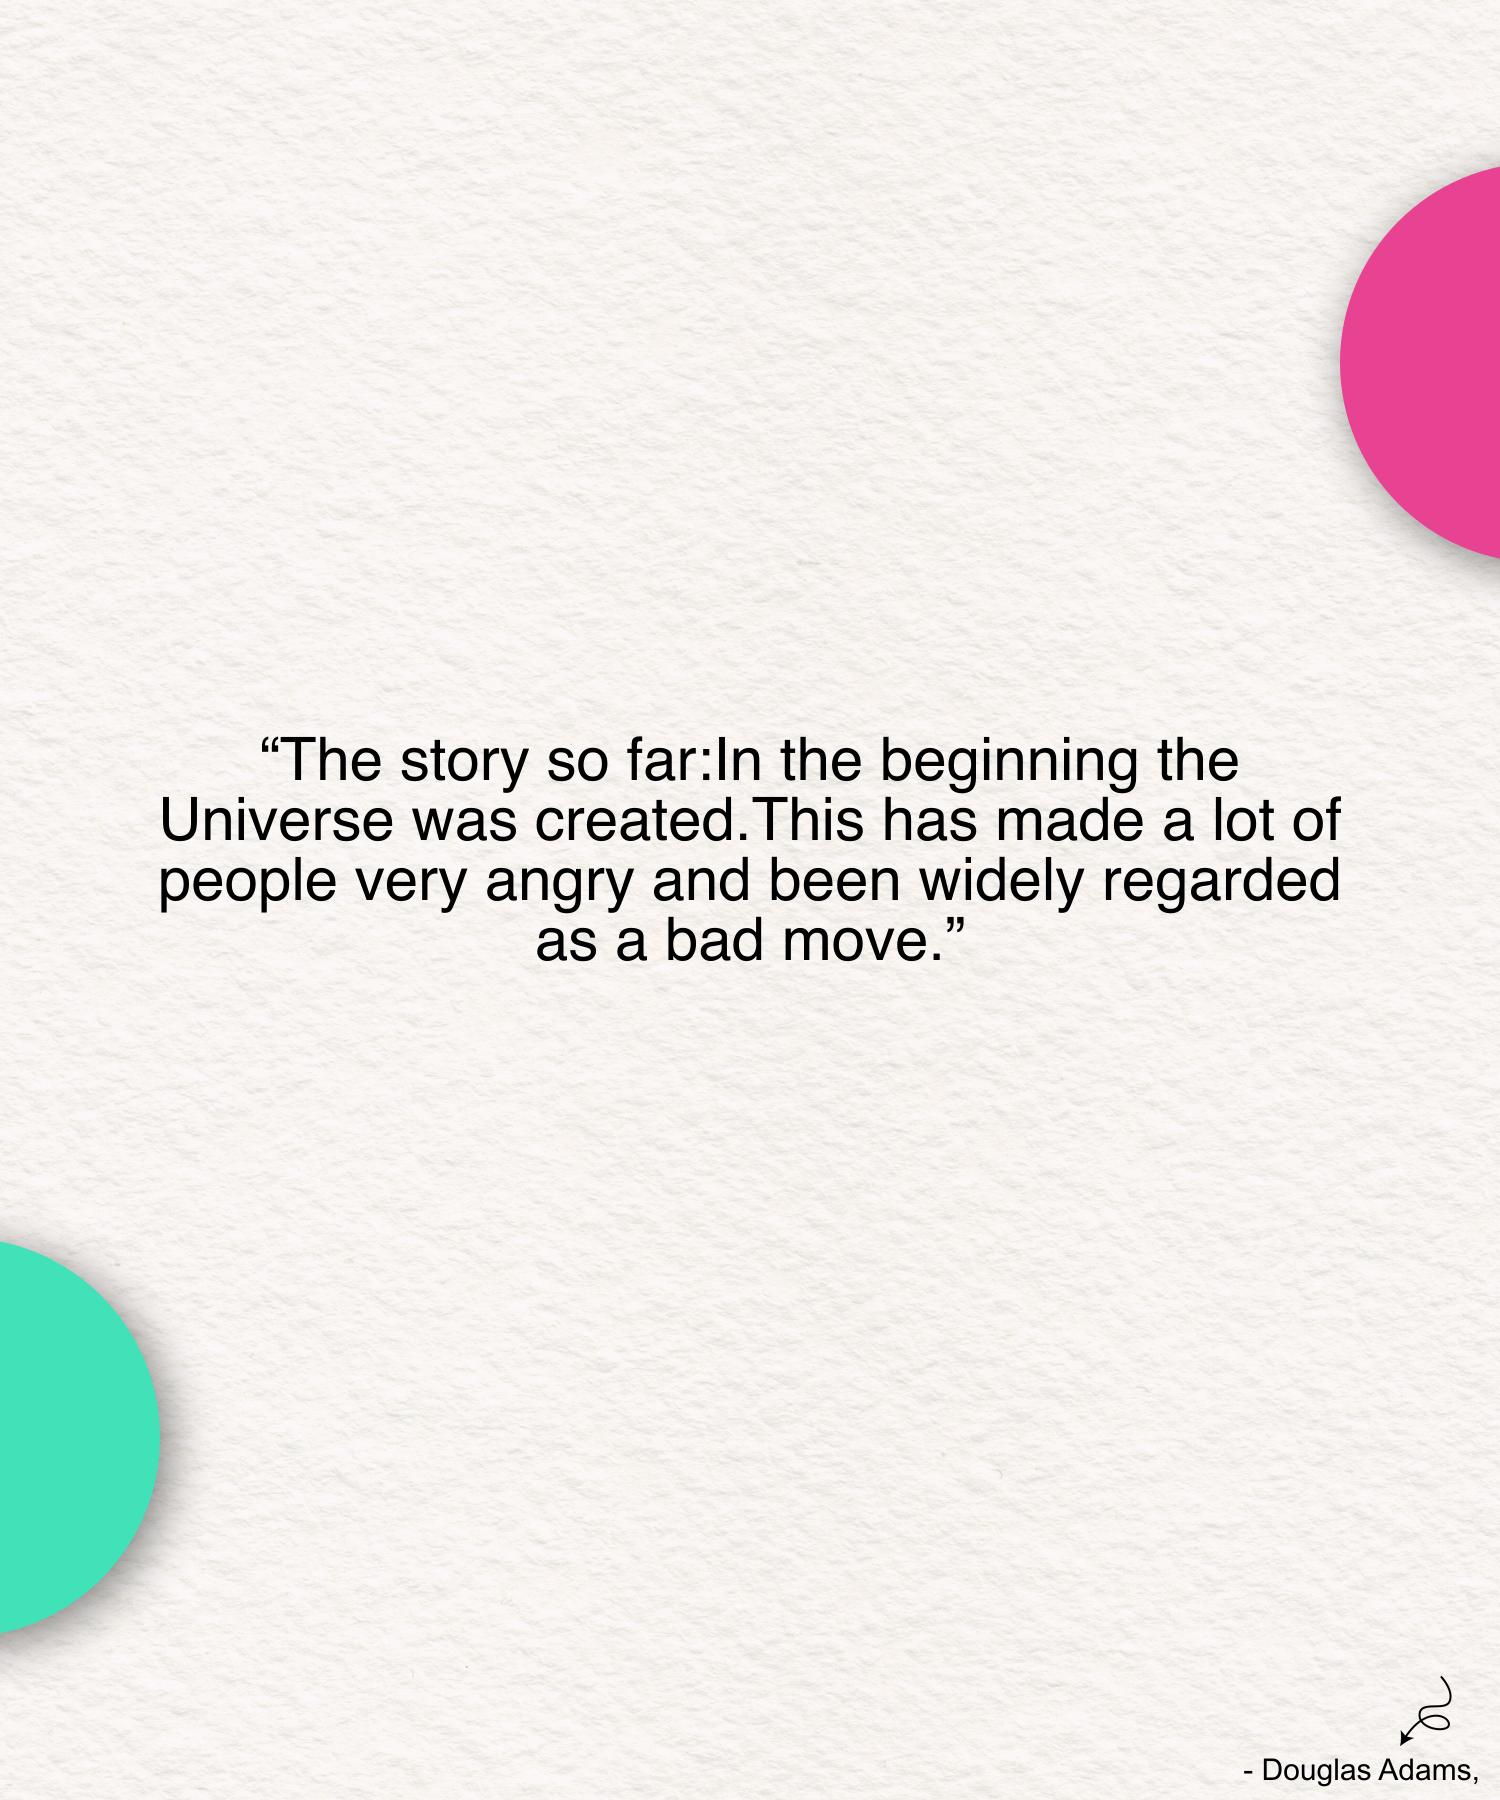 “The story so far:In the beginning the
Universe was created.This has made a lot of
people very angry and been widely regarded
as a bad move.”
- Douglas Adams,